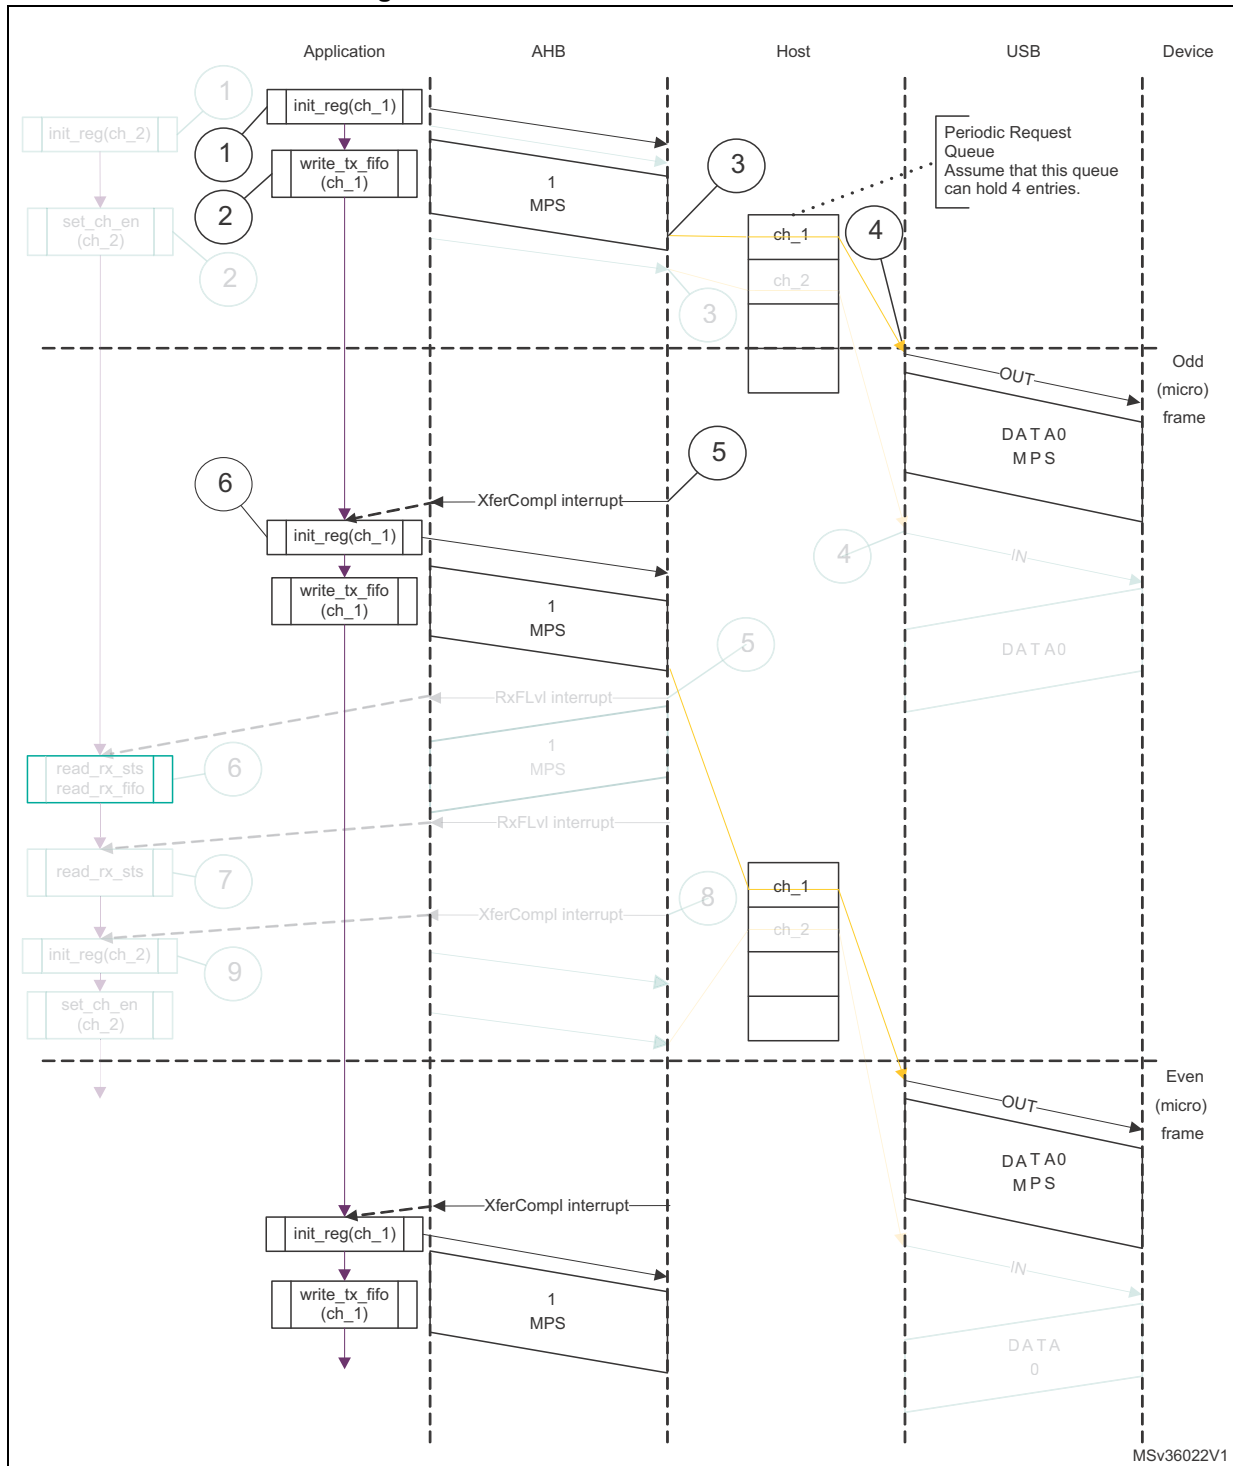 Application
AHB
Host
USB
Device
1
init_reg(ch_1)
init_reg(ch_2)
1
Periodic Request
Queue
Assume that this queue
can hold 4 entries.
write_tx_fifo
(ch_1)
1
MPS
3
2
set_ch_en
(ch_2)
ch_1
4
2
ch_2
3
Odd
(micro)
frame
OUT
DATA0
MPS
5
6
XferCompl interrupt
init_reg(ch_1)
4
IN
write_tx_fifo
(ch_1)
1
MPS
5
DATA0
RxFLvl interrupt
1
MPS
read_rx_sts
read_rx_fifo
6
RxFLvl interrupt
read_rx_sts
7
ch_1
8
XferCompl interrupt
ch_2
init_reg(ch_2)
9
set_ch_en
(ch_2)
Even
(micro)
frame
OUT
DATA0
MPS
XferCompl interrupt
init_reg(ch_1)
IN
write_tx_fifo
(ch_1)
1
MPS
DATA
0
MSv36022V1